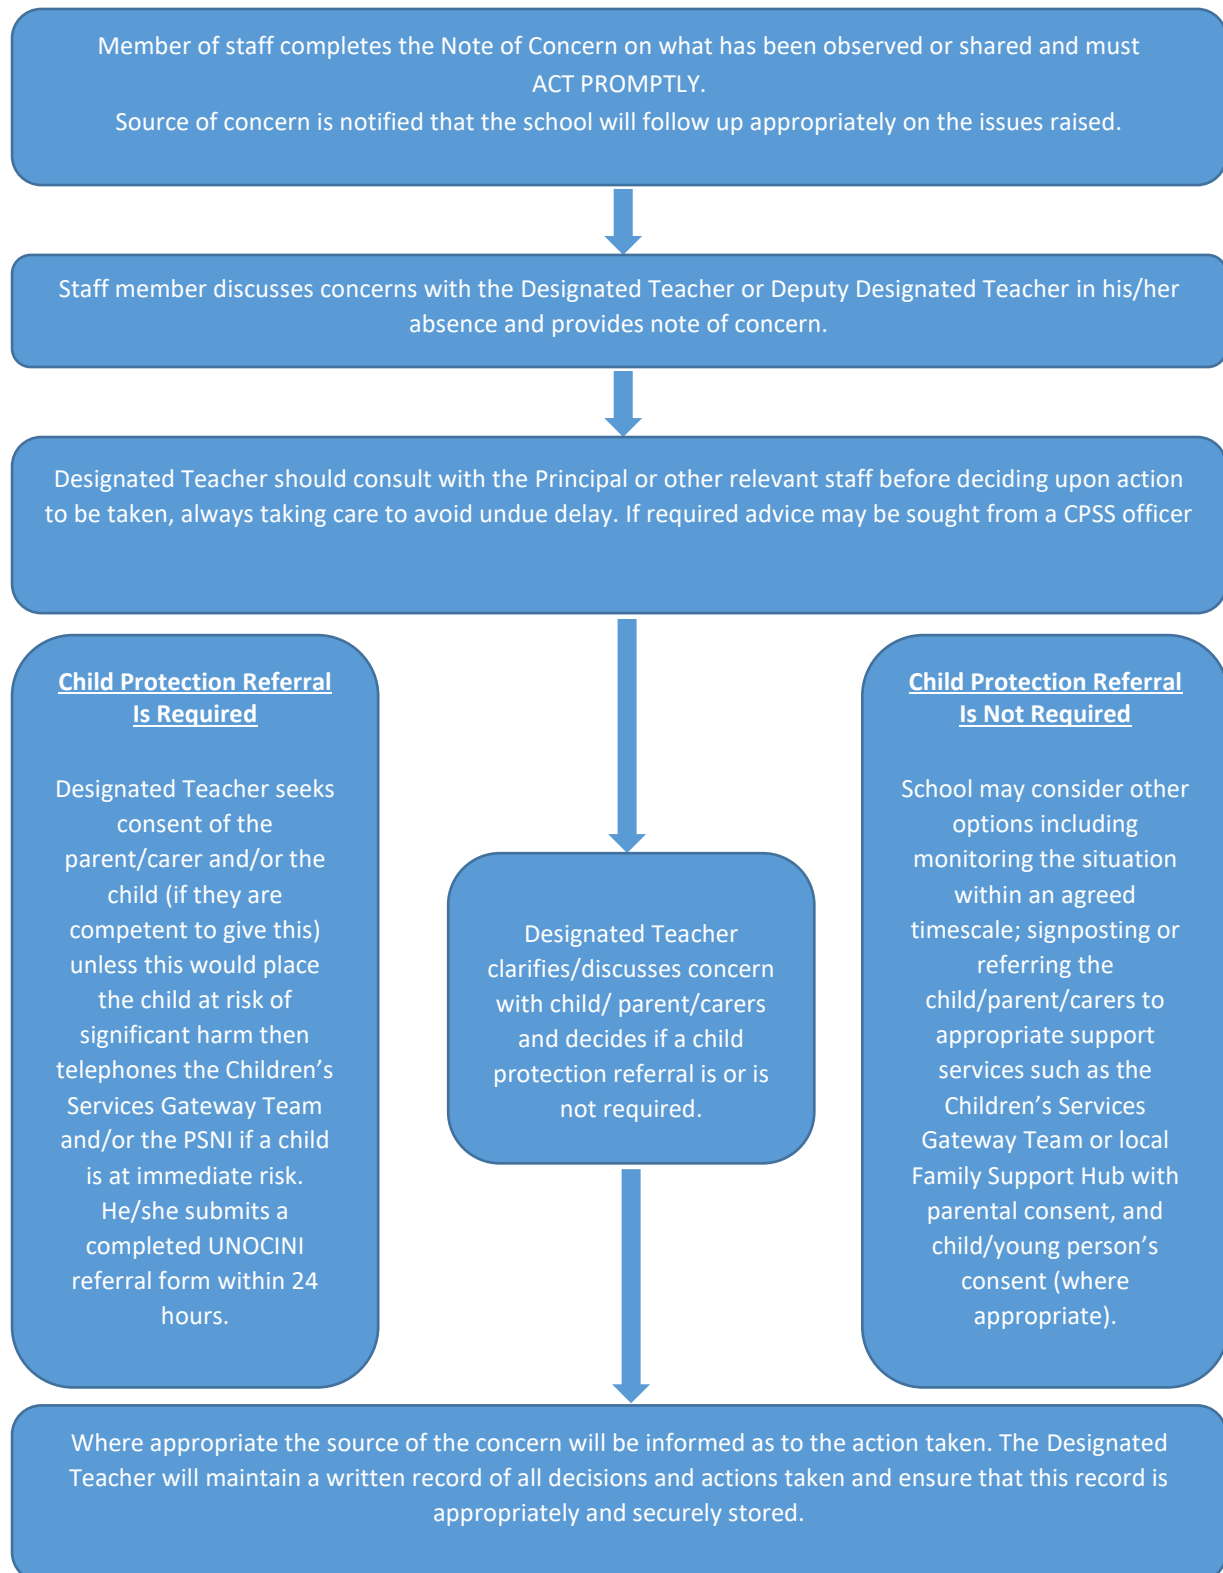 Member of staff completes the Note of Concern on what has been observed or shared and must
ACT PROMPTLY.
Source of concern is notified that the school will follow up appropriately on the issues raised.
Staff member discusses concerns with the Designated Teacher or Deputy Designated Teacher in his/her
absence and provides note of concern.
Designated Teacher should consult with the Principal or other relevant staff before deciding upon action
to be taken, always taking care to avoid undue delay. If required advice may be sought from a CPSS officer
Child Protection Referral
Is Required
Designated Teacher seeks
consent of the
parent/carer and/or the
child (if they are
competent to give this)
unless this would place
the child at risk of
significant harm then
telephones the Children’s
Services Gateway Team
and/or the PSNI if a child
is at immediate risk.
He/she submits a
completed UNOCINI
referral form within 24
hours.
Designated Teacher
clarifies/discusses concern
with child/ parent/carers
and decides if a child
protection referral is or is
not required.
Child Protection Referral
Is Not Required
School may consider other
options including
monitoring the situation
within an agreed
timescale; signposting or
referring the
child/parent/carers to
appropriate support
services such as the
Children’s Services
Gateway Team or local
Family Support Hub with
parental consent, and
child/young person’s
consent (where
appropriate).
Where appropriate the source of the concern will be informed as to the action taken. The Designated
Teacher will maintain a written record of all decisions and actions taken and ensure that this record is
appropriately and securely stored.